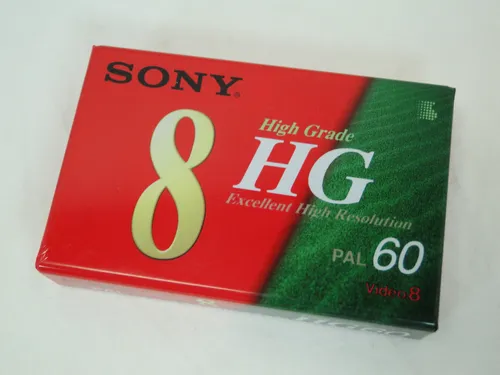 SONY®
8
High Grade
HG
Excellent High Resolution
PAL 60
Video 8